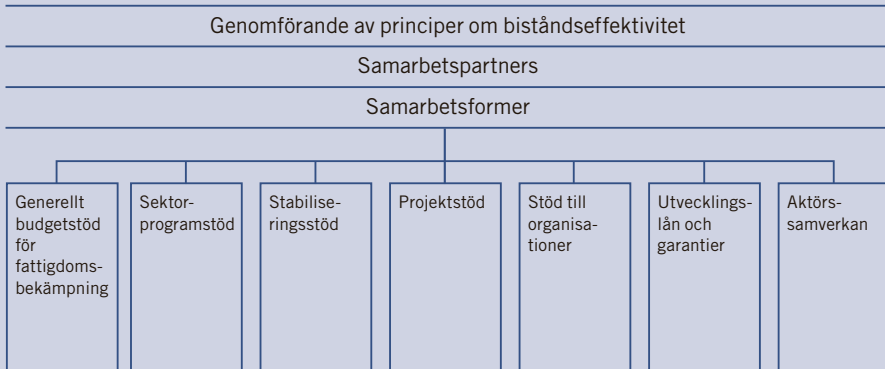 Genomförande av principer om biståndseffektivitet
Samarbetspartners
Samarbetsformer
Generellt
budgetstöd
för
fattigdoms-
bekämpning
Sektor-
programstöd
Stabilise-
ringsstöd
Projektstöd
Stöd till
organisa-
tioner
Utvecklings-
lån och
garantier
Aktörs-
samverkan